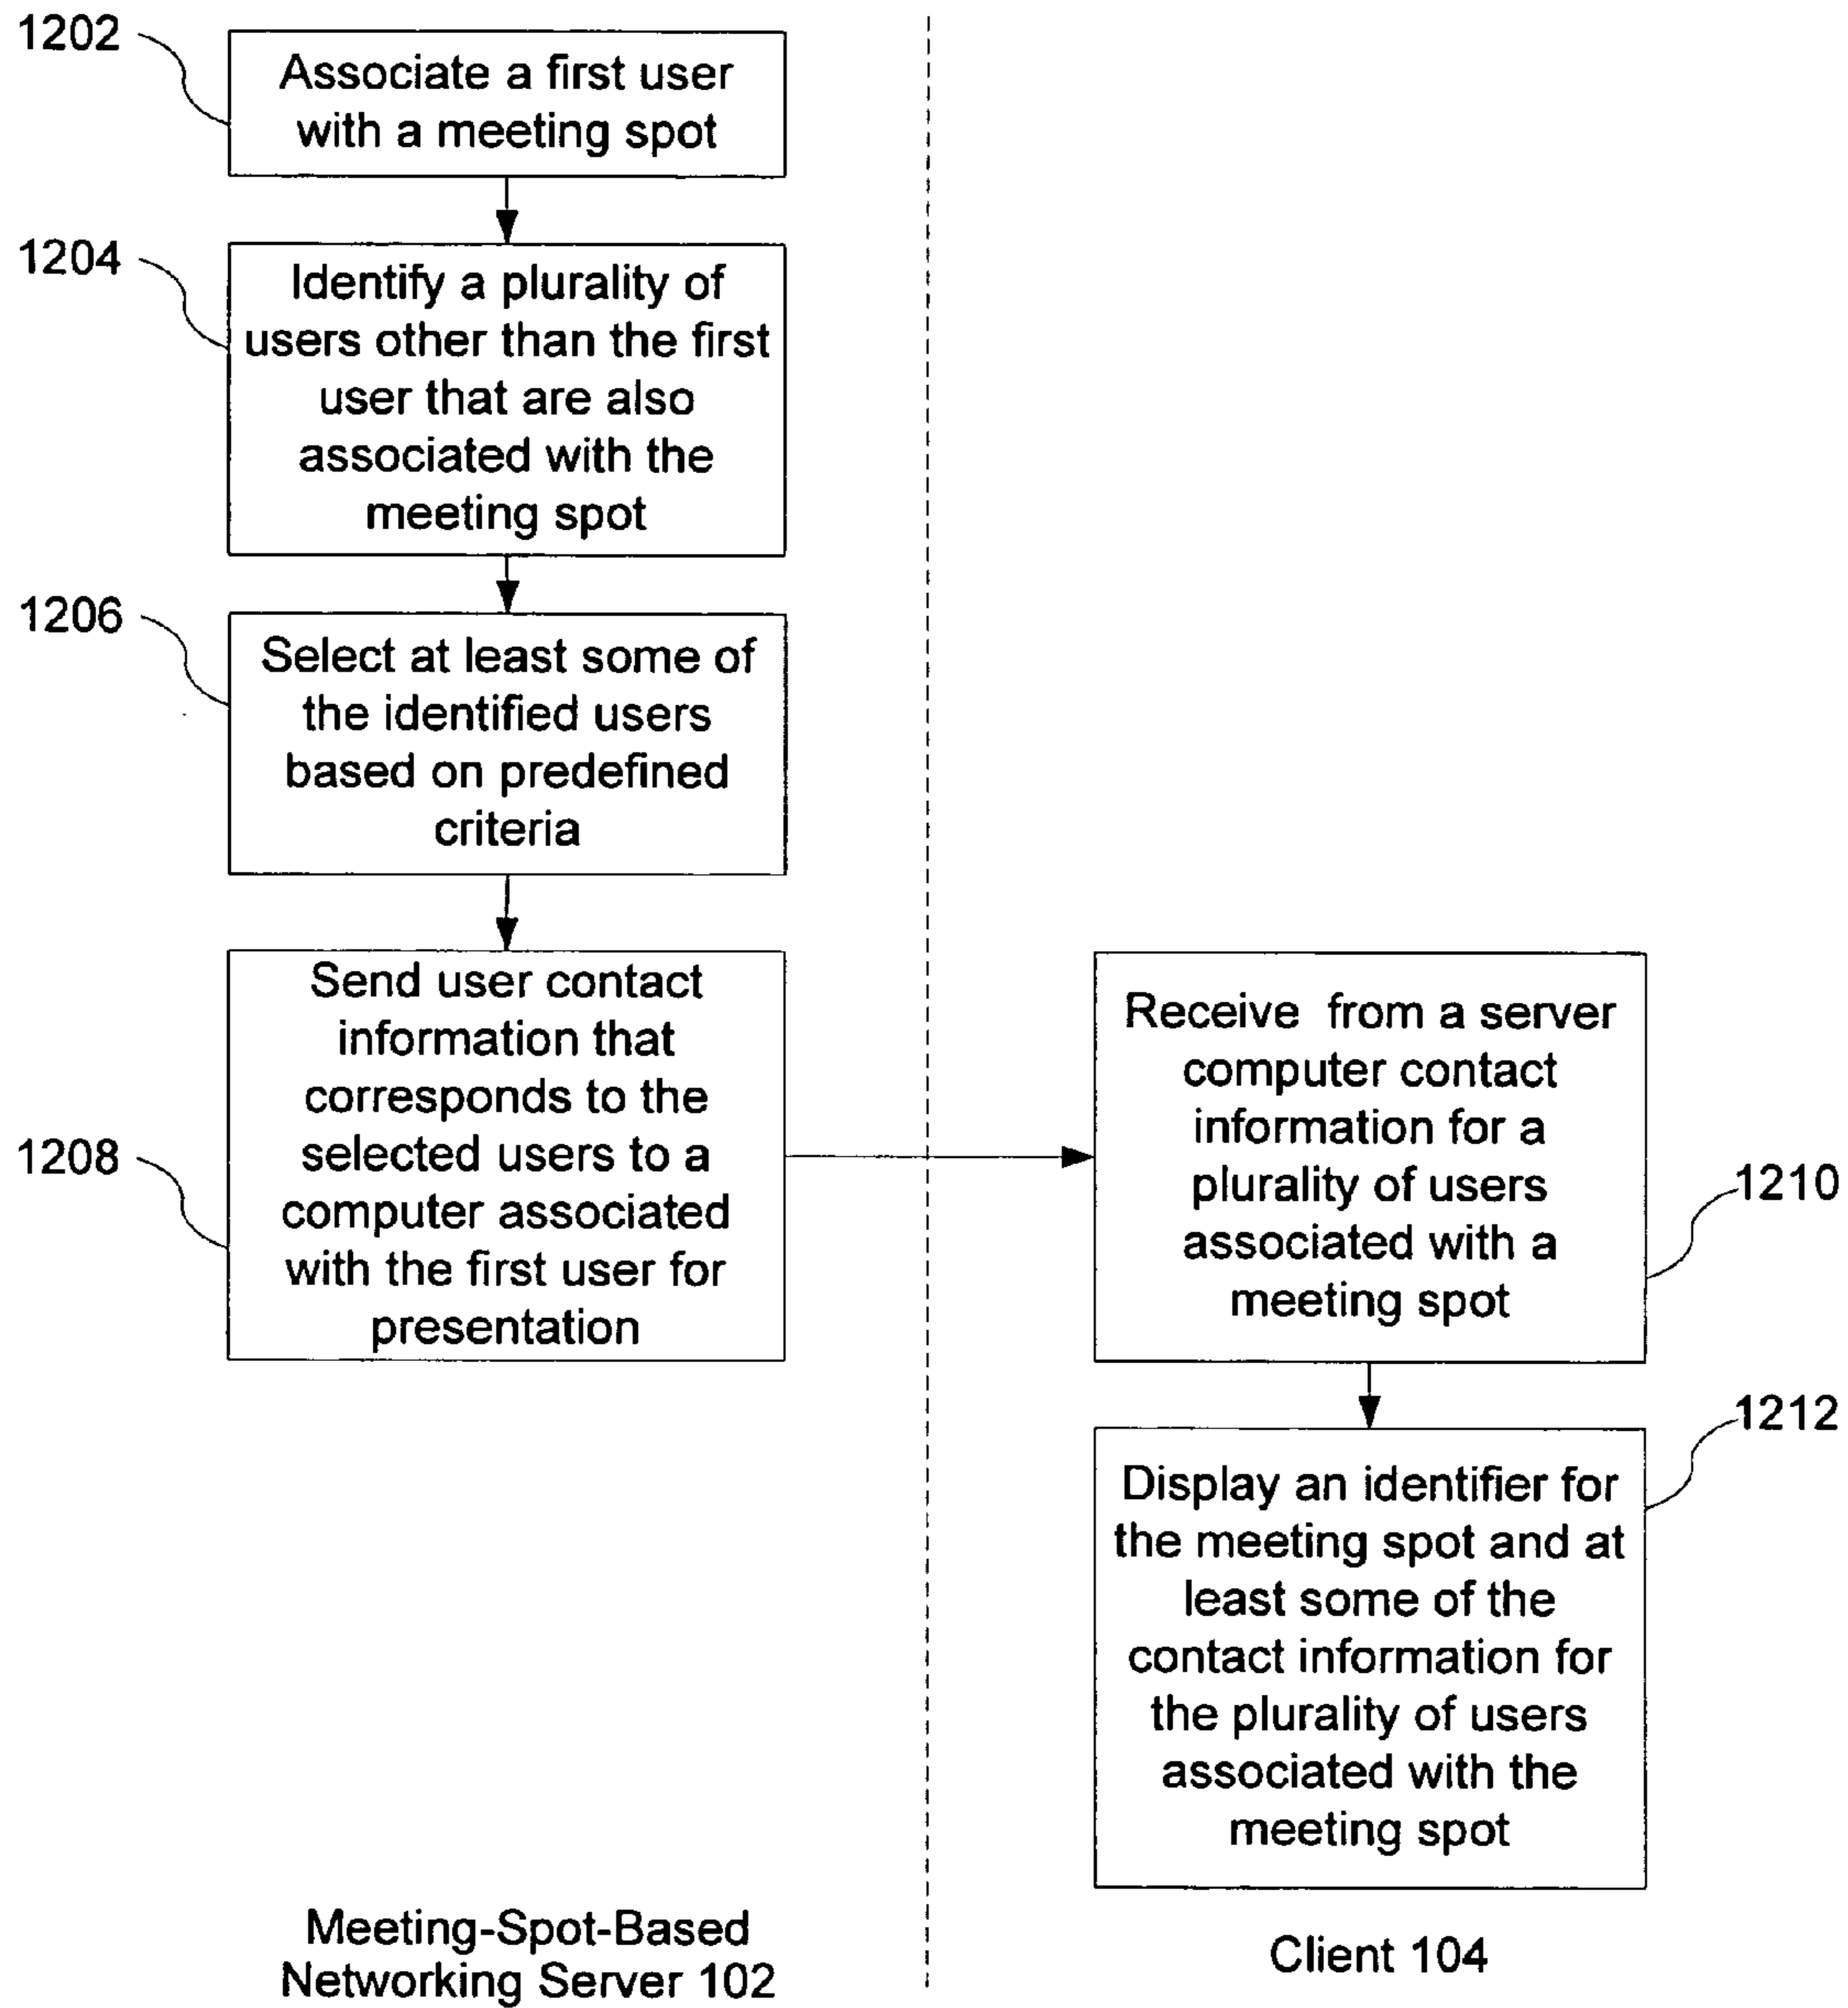 1202
Associate a first user
with a meeting spot
1204
Identify a plurality of
users other than the first
user that are also
associated with the
meeting spot
1206
Select at least some of
the identified users
based on predefined
criteria
1208
Send user contact
information that
corresponds to the
selected users to a
computer associated
with the first user for
presentation
Receive from a server
computer contact
information for a
plurality of users
associated with a
meeting spot
1210
1212
Display an identifier for
the meeting spot and at
least some of the
contact information for
the plurality of users
associated with the
meeting spot
Meeting-Spot-Based
Networking Server 102
Client 104